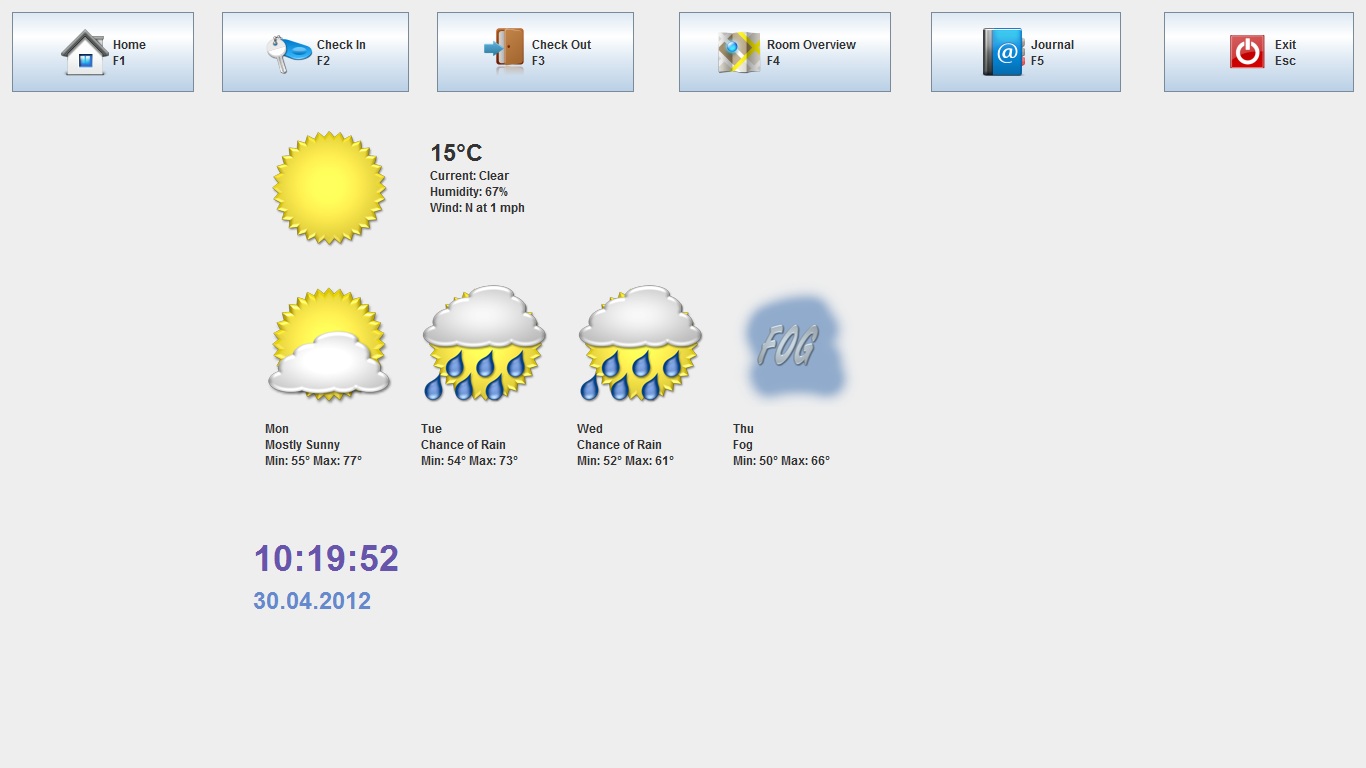 Home
F1
Check In
F2
Check Out
F3
Room Overview
F4
@
Journal
F5
Exit
Esc
15°C
Current: Clear
Humidity: 67%
Wind: N at 1 mph
FOG
Mon
Mostly Sunny
Min: 55° Max: 77°
Tue
Chance of Rain
Min: 54° Max: 73°
Wed
Chance of Rain
Min: 52° Max: 61°
Thu
Fog
Min: 50° Max: 66°
10:19:52
30.04.2012